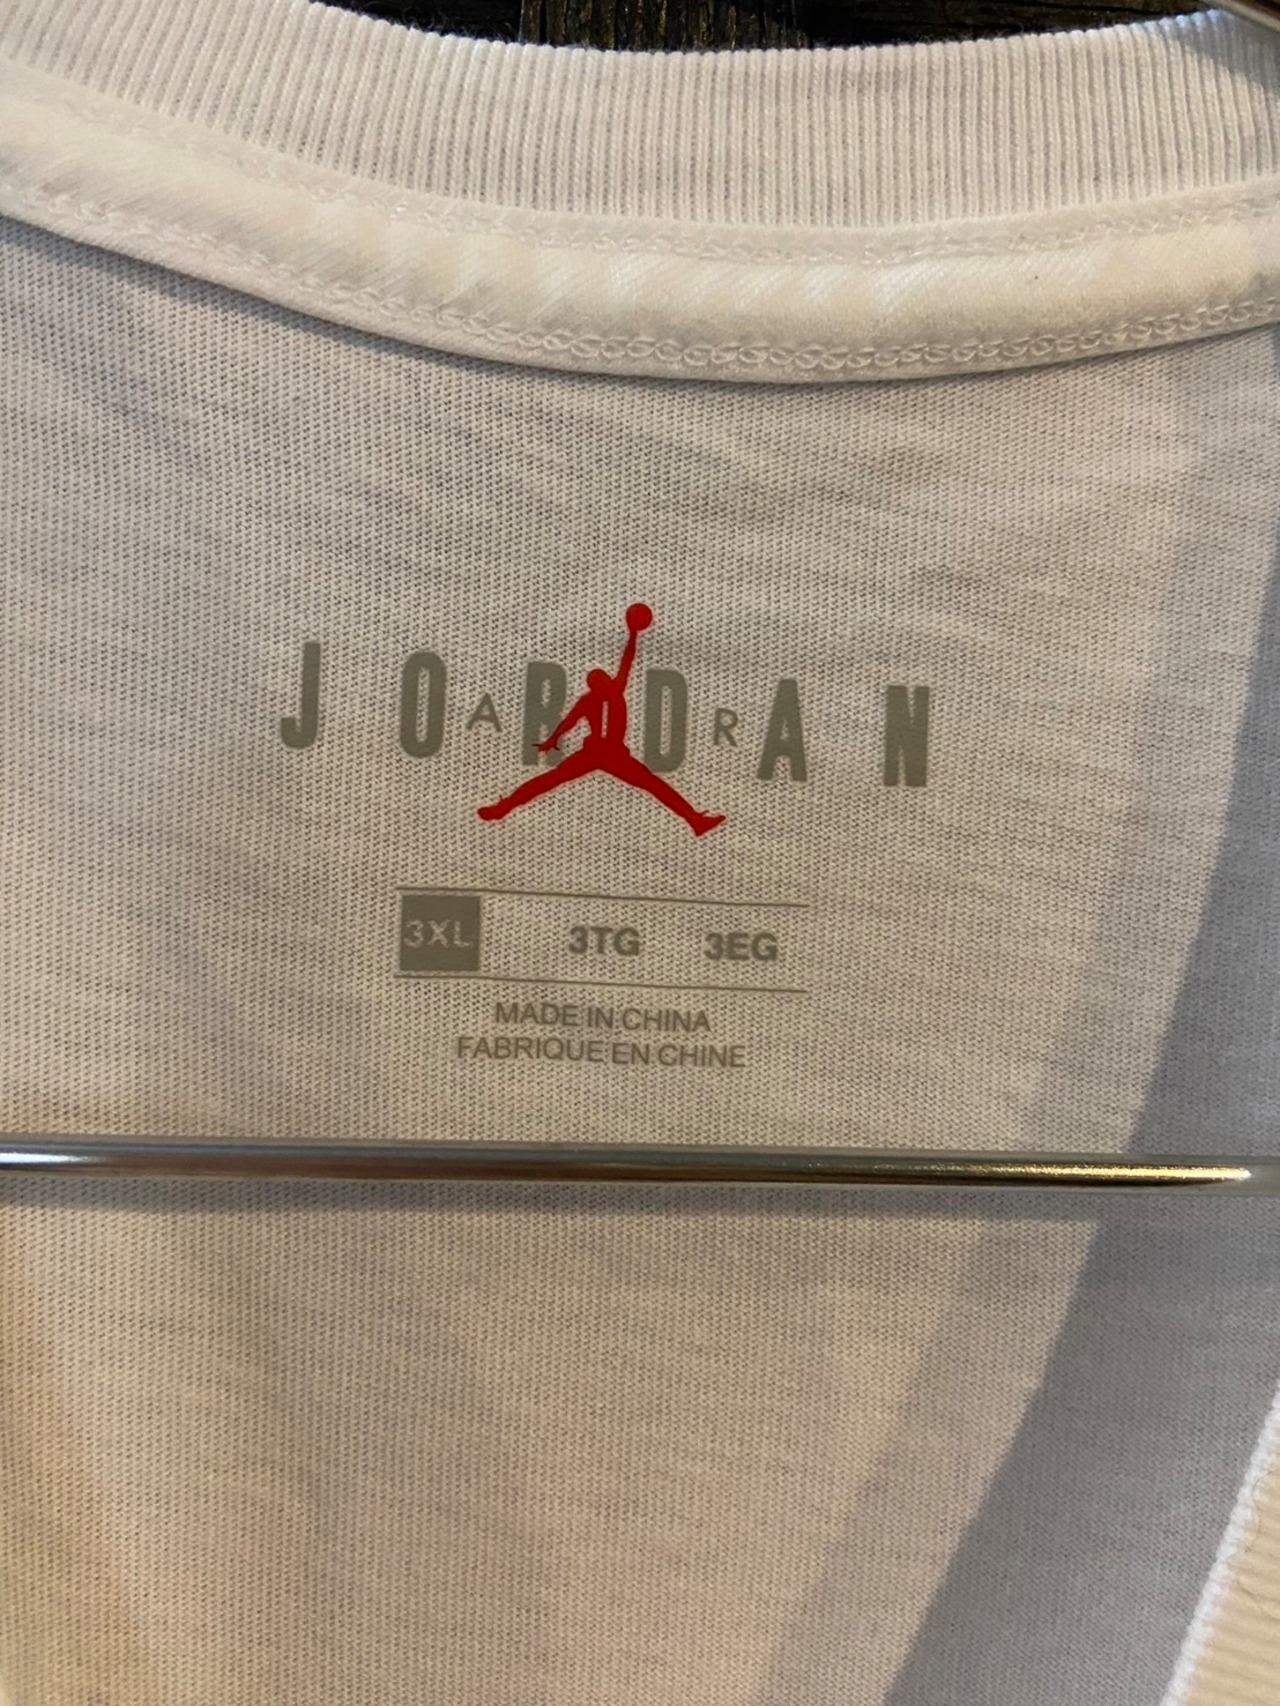 JORDAN
AIR
3XL 3TG 3EG
MADE IN CHINA
FABRIQUE EN CHINE